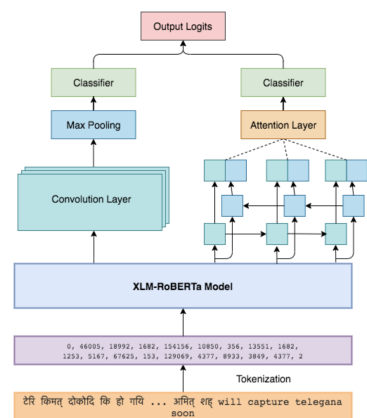 Output Logits
Classifier
Classifier
Max Pooling
Attention Layer
Convolution Layer
XLM-RoBERTa Model
0, 46005, 18992, 1682, 154156, 10850, 356, 13551, 1682,
1253, 5167, 67625, 153, 129069, 4377, 8933, 3849, 4377, 2
Tokenization
टेरि किमत् दोकोदि कि हो गयि ... अमित् शह् will capture telegana
soon